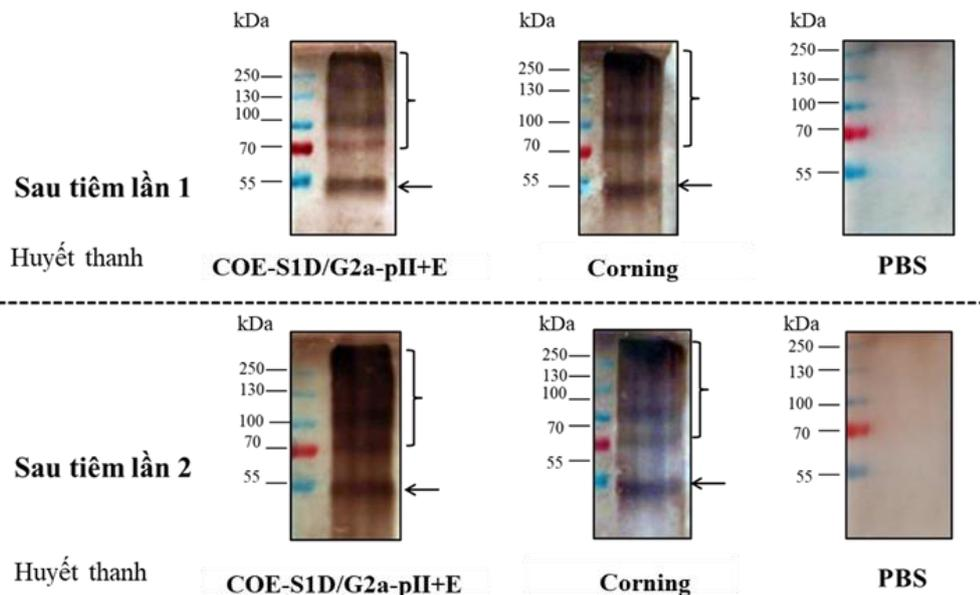 kDa
250
130
100
70
55
kDa
250
130
100
70
55
kDa
250
130
100
70
55
Sau tiêm lần 1
Huyết thanh
COE-S1D/G2a-pII+E
Corning
PBS
kDa
250
130
100
70
55
kDa
250
130
100
70
55
kDa
250
130
100
70
55
Sau tiêm lần 2
Huyết thanh
COE-S1D/G2a-pII+E
Corning
PBS